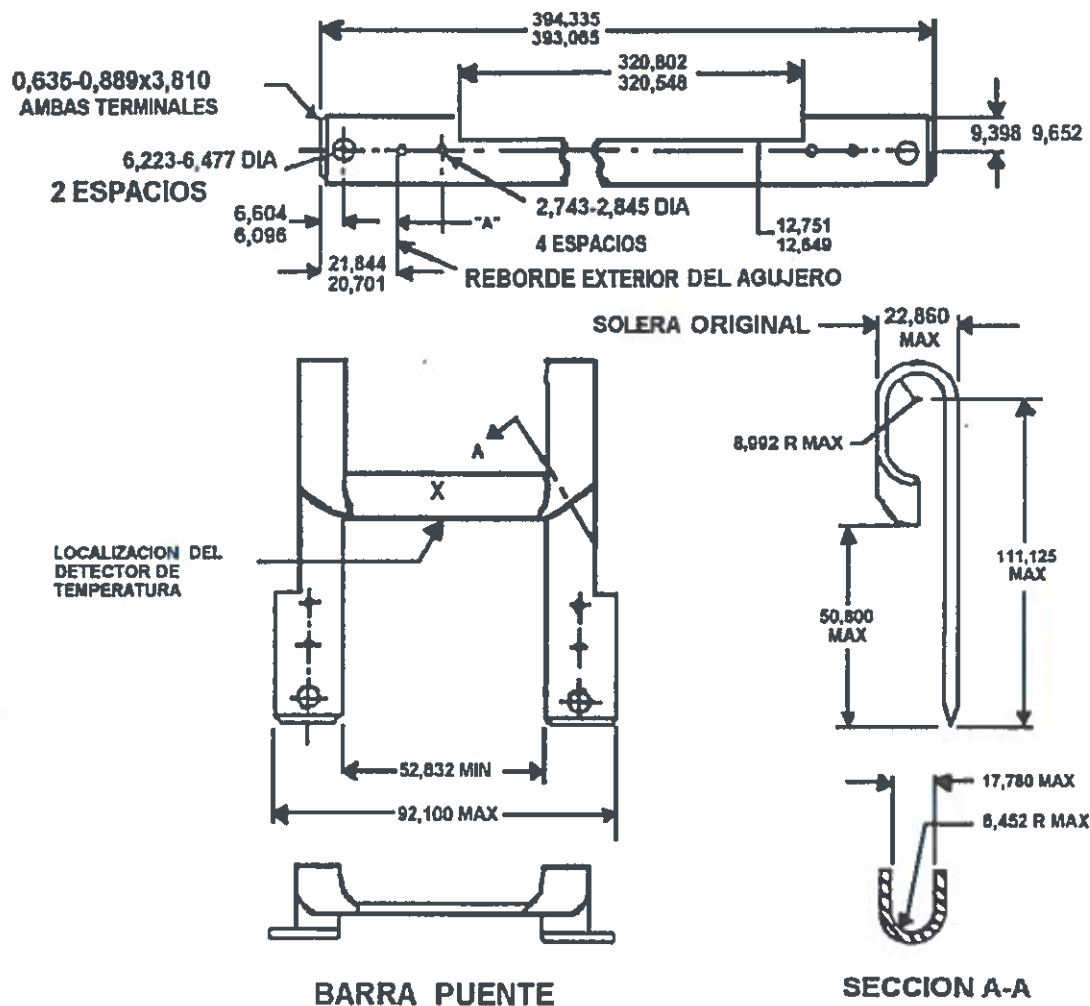 394,335
393,065
320,802
320,548
0,635-0,889x3,810
AMBAS TERMINALES
9,398 9,652
6,223-6,477 DIA
2 ESPACIOS
6,604
6,096
"A"
2,743-2,845 DIA
4 ESPACIOS
12,751
12,649
21,844
20,701
REBORDE EXTERIOR DEL AGUJERO
SOLERA ORIGINAL
22,860
MAX
A
8,992 R MAX
X
LOCALIZACION DEL
DETECTOR DE
TEMPERATURA
111,125
MAX
50,800
MAX
52,832 MIN
92,100 MAX
17,780 MAX
6,452 R MAX
BARRA PUENTE
SECCION A-A